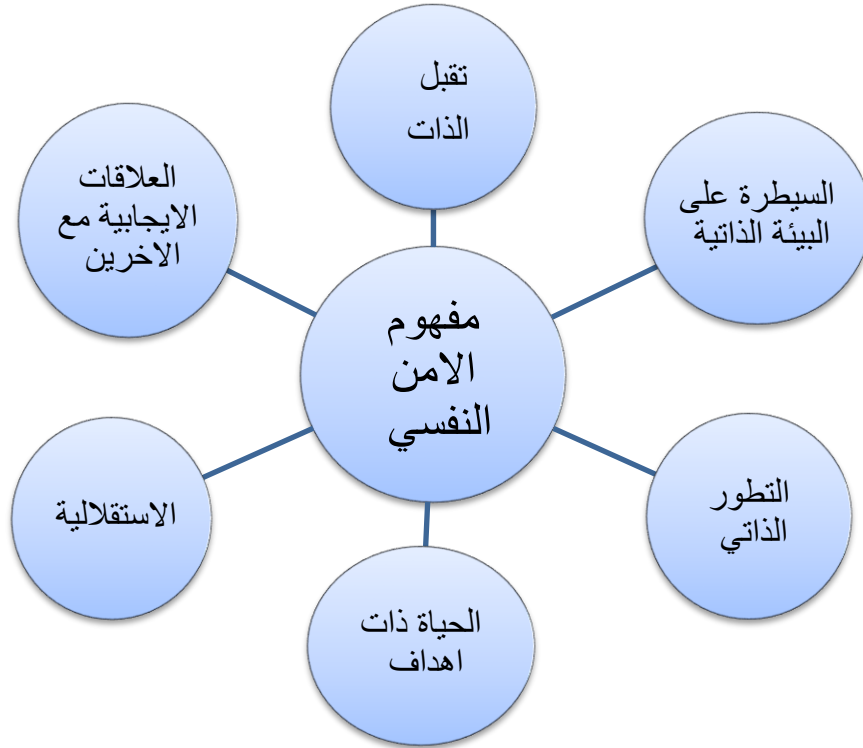 تقبل
الذات
العلاقات
الايجابية مع
الاخرين
السيطرة على
البيئة الذاتية
مفهوم
الامن
النفسي
الاستقلالية
التطور
الذاتي
الحياة ذات
اهداف